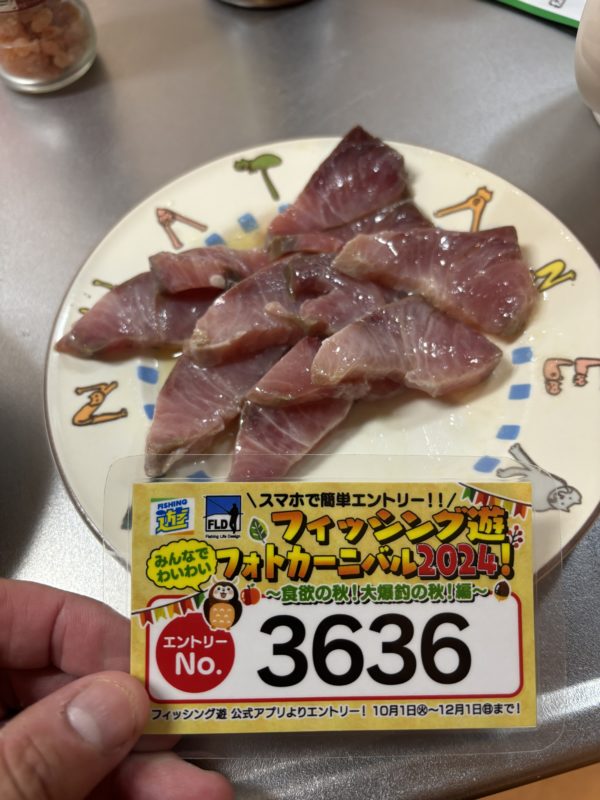 FISHING
遊
FLD
Fishing Life Design
\スマホで簡単エントリー!!/
フィッシング遊
みんなで
わいわい
フォトカーニバル2024!
～食欲の秋!大爆釣の秋!編～
エントリー
No.
3636
フィッシング遊 公式アプリよりエントリー! 10月1日㊋～12月1日㊐まで!